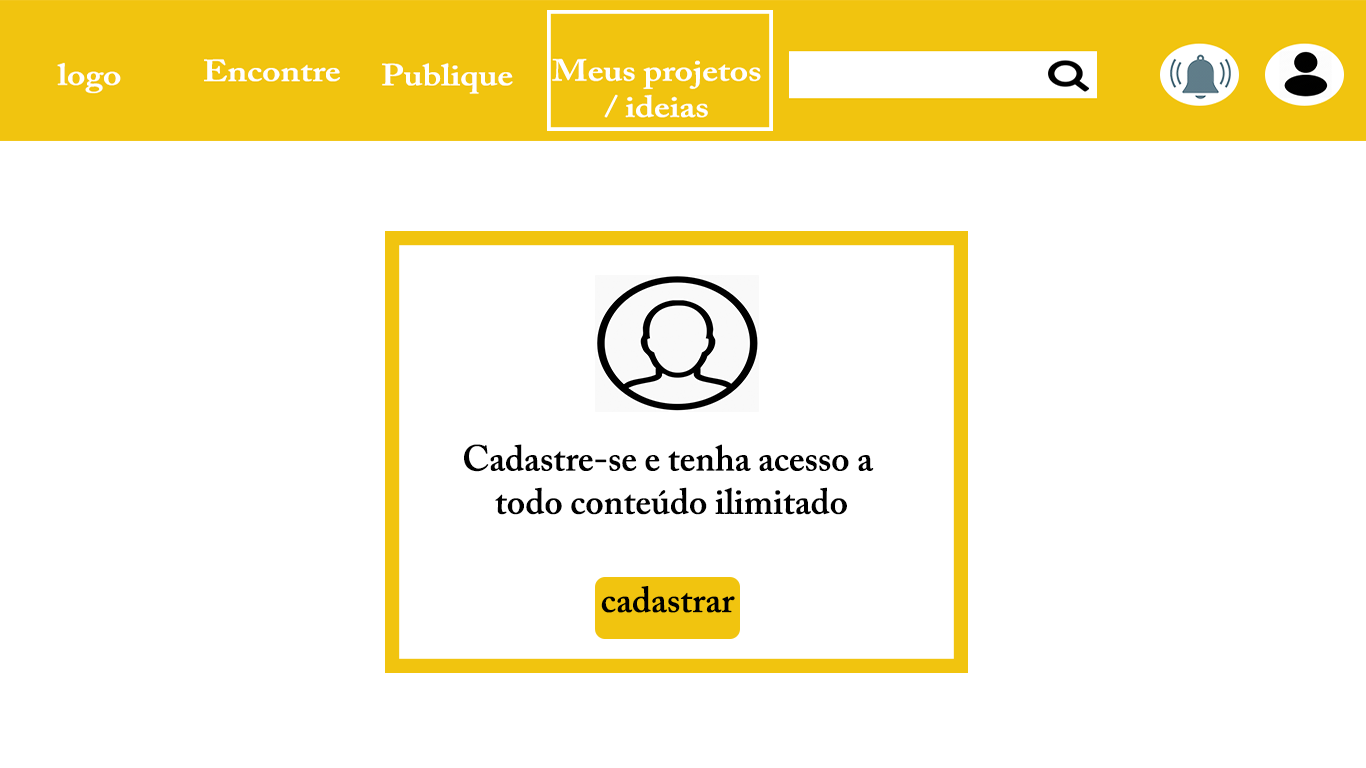 logo
Encontre
Publique
Meus projetos
/ ideias
Cadastre-se e tenha acesso a
todo conteúdo ilimitado
cadastrar